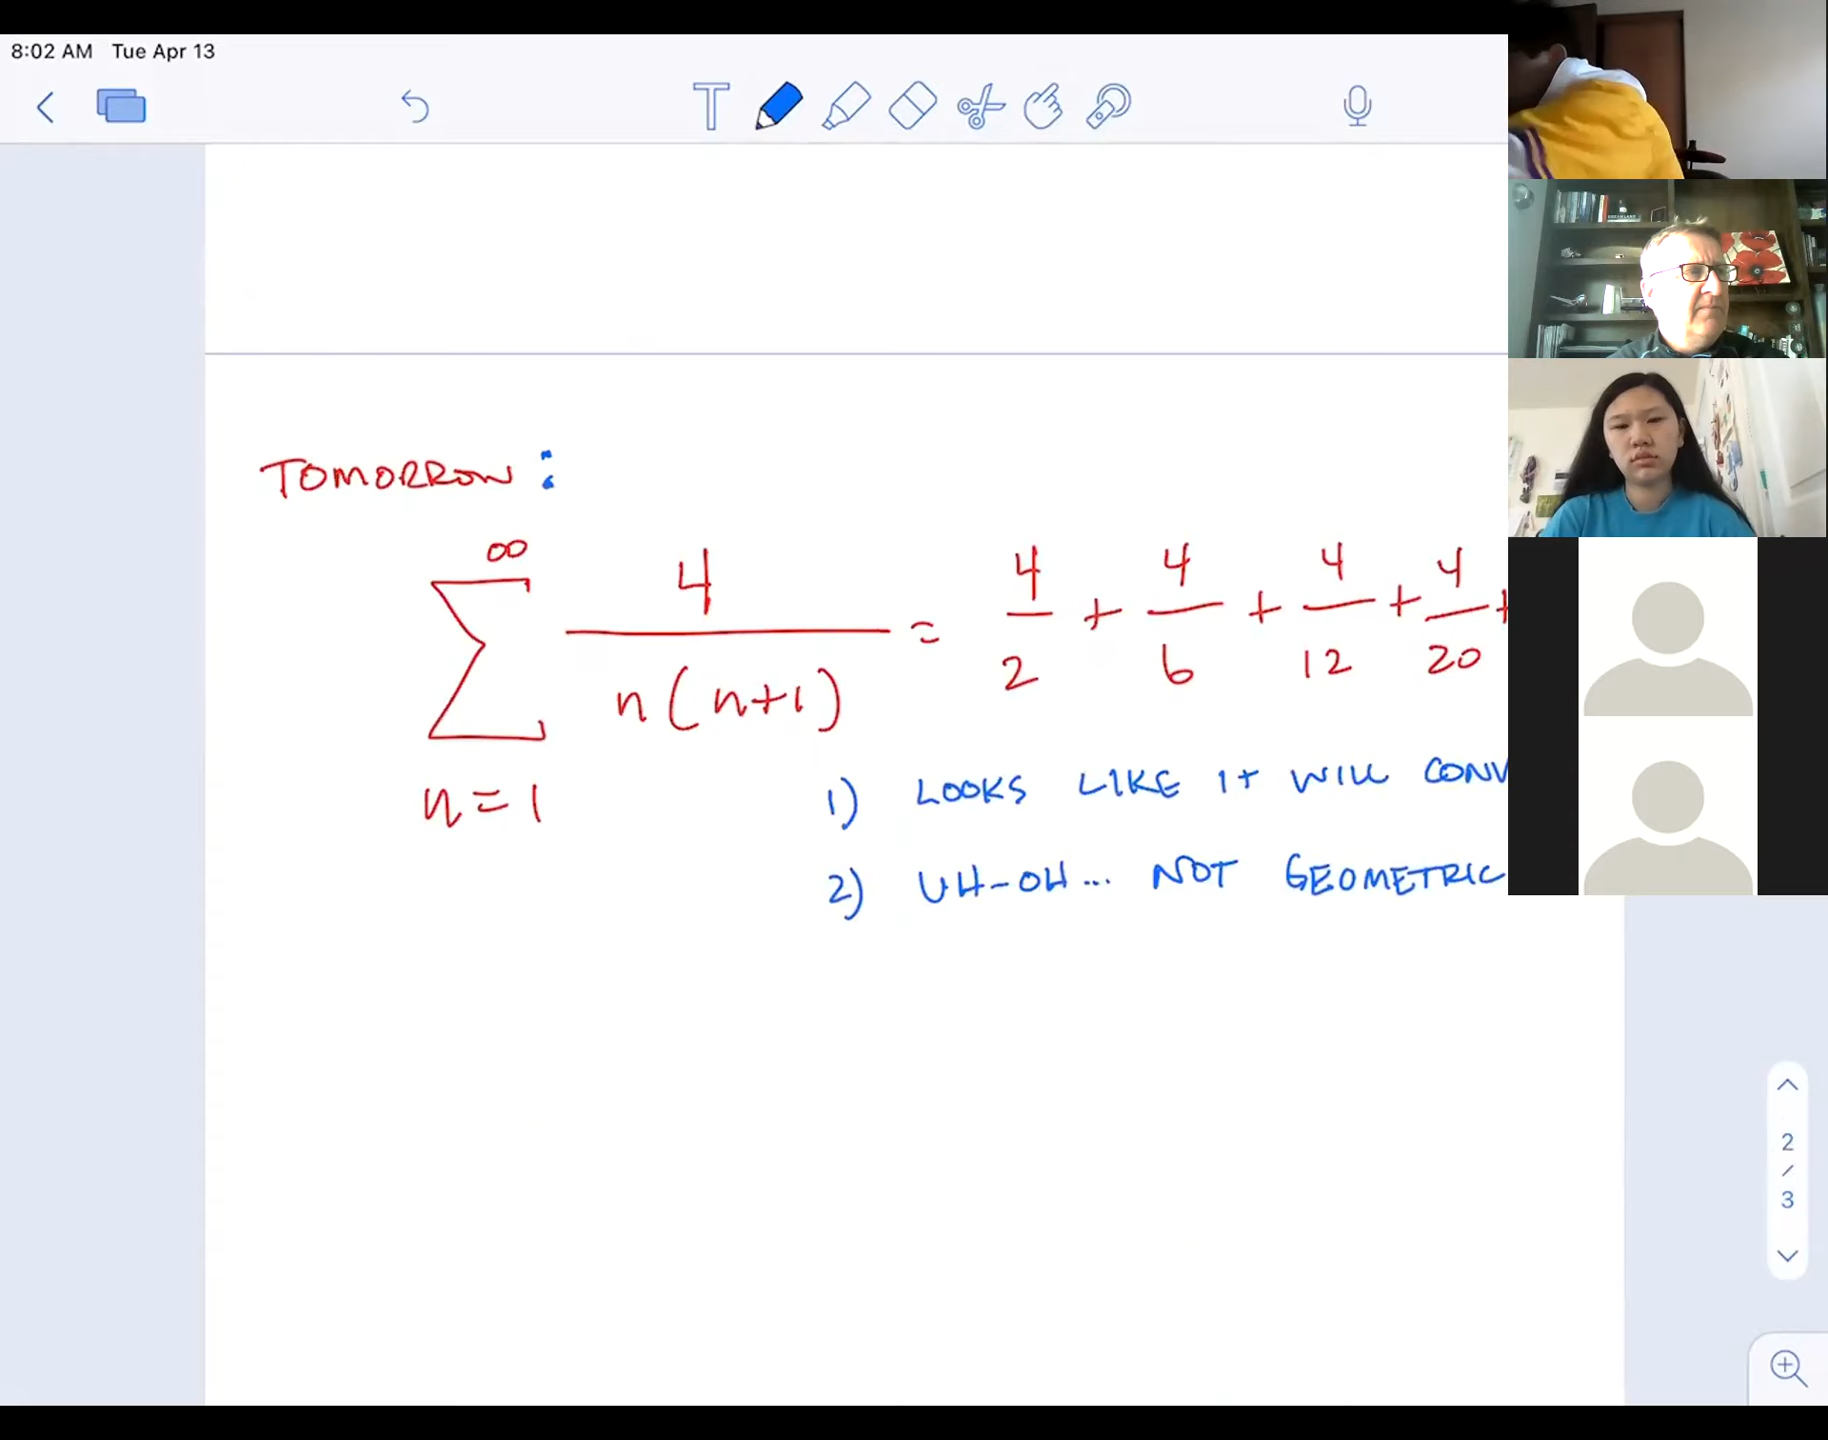 8:02 AM Tue Apr 13
TOMORROW:
∞
Σ 4 / n(n+1) = 4/2 + 4/6 + 4/12 + 4/20 +
n=1
1) LOOKS LIKE IT WILL CONV
2) UH-OH... NOT GEOMETRIC
2
/
3